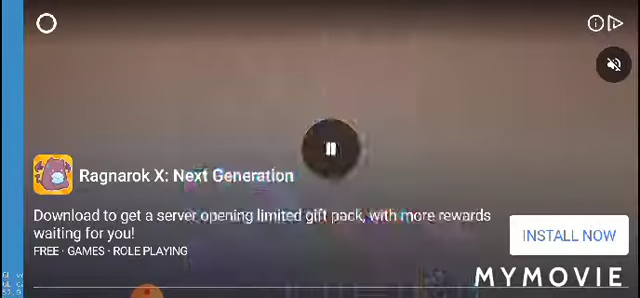 Ragnarok X: Next Generation
Download to get a server opening limited gift pack, with more rewards
waiting for you!
FREE · GAMES · ROLE PLAYING
INSTALL NOW
MYMOVIE